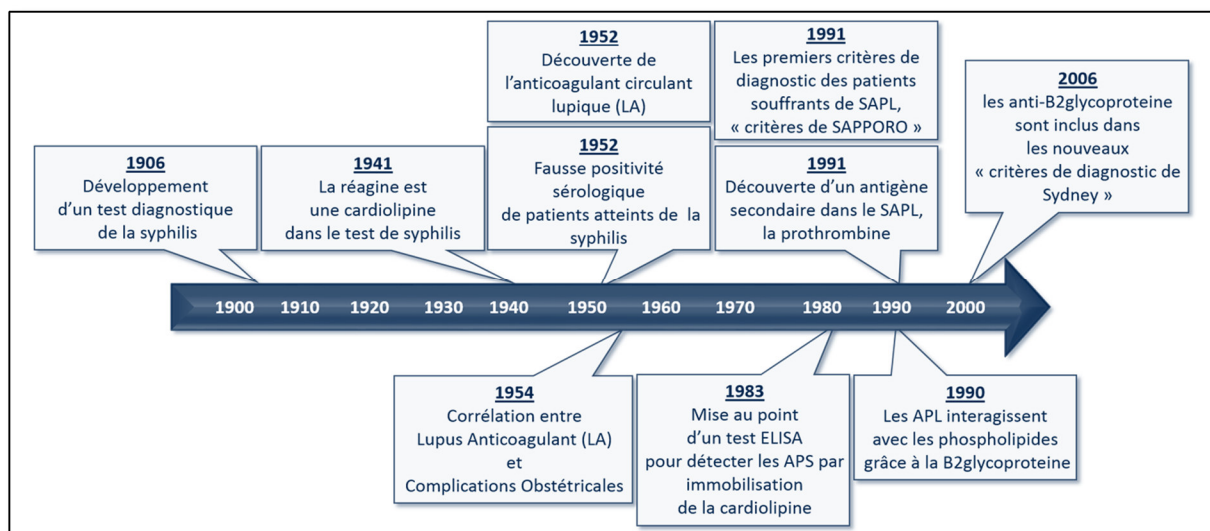 1906
Développement
d'un test diagnostique
de la syphilis
1941
La réagine est
une cardiolipine
dans le test de syphilis
1952
Découverte de
l'anticoagulant circulant
lupique (LA)
1952
Fausse positivité
sérologique
de patients atteints de la
syphilis
1991
Les premiers critères de
diagnostic des patients
souffrants de SAPL,
« critères de SAPPORO »
1991
Découverte d'un antigène
secondaire dans le SAPL,
la prothrombine
2006
les anti-B2glycoproteine
sont inclus dans
les nouveaux
« critères de diagnostic de
Sydney »
1900 1910 1920 1930 1940 1950 1960 1970 1980 1990 2000
1954
Corrélation entre
Lupus Anticoagulant (LA)
et
Complications Obstétricales
1983
Mise au point
d'un test ELISA
pour détecter les APS par
immobilisation
de la cardiolipine
1990
Les APL interagissent
avec les phospholipides
grâce à la B2glycoproteine